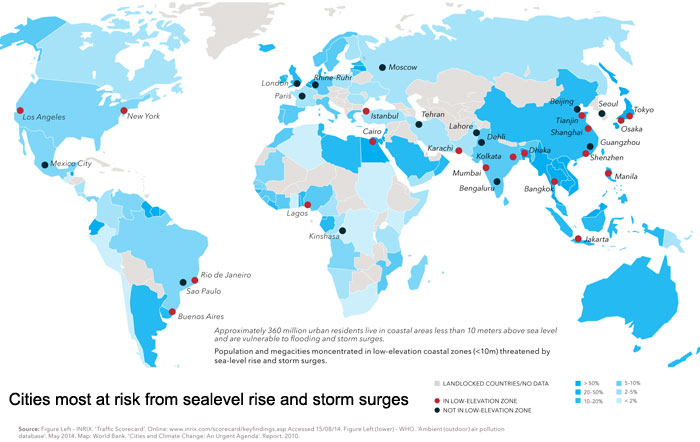 Moscow
London
Rhine-Ruhr
Paris
Los Angeles
New York
Istanbul
Tehran
Beijing
Seoul
Tokyo
Tianjin
Osaka
Mexico City
Cairo
Lahore
Dehli
Shanghai
Guangzhou
Karachi
Kolkata
Dhaka
Shenzhen
Mumbai
Manila
Bengaluru
Bangkok
Lagos
Kinshasa
Jakarta
Rio de Janeiro
Sao Paulo
Buenos Aires
Approximately 360 million urban residents live in coastal areas less than 10 meters above sea level
and are vulnerable to flooding and storm surges.
Population and megacities moncentrated in low-elevation coastal zones (<10m) threatened by
sea-level rise and storm surges.
Cities most at risk from sealevel rise and storm surges
LANDLOCKED COUNTRIES/NO DATA
IN LOW-ELEVATION ZONE
NOT IN LOW-ELEVATION ZONE
> 50%
20-50%
10-20%
5-10%
2-5%
< 2%
Source: Figure Left - INRIX. 'Traffic Scorecard'. Online: www.inrix.com/scorecard/keyfindings.asp Accessed 15/08/14. Figure Left (lower) - WHO. 'Ambient (outdoor) air pollution
database'. May 2014. Map: World Bank. 'Cities and Climate Change: An Urgent Agenda'. Report, 2010.